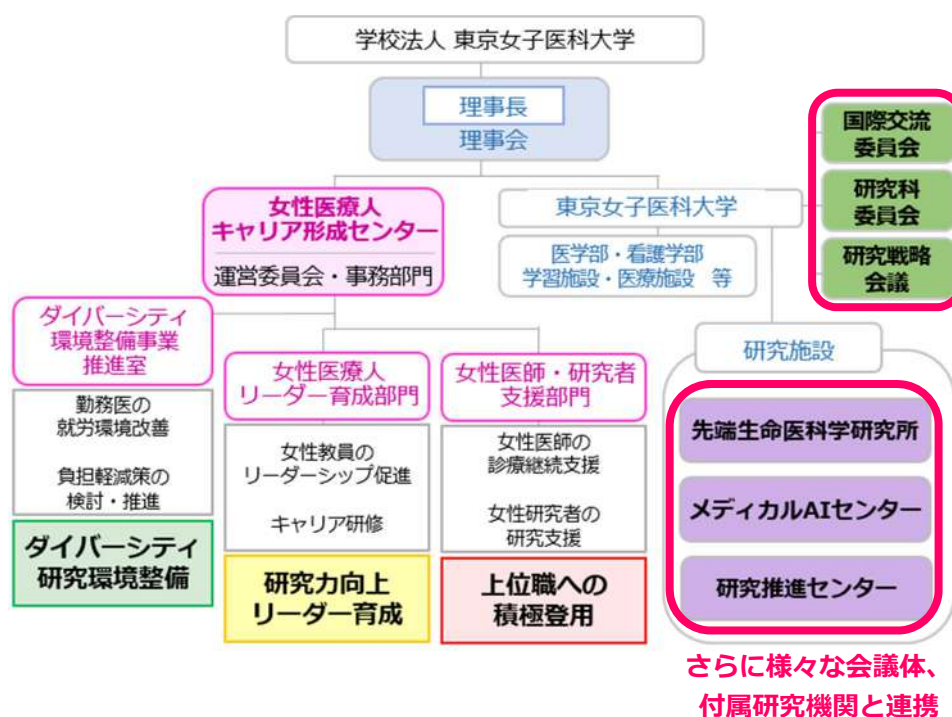 学校法人 東京女子医科大学
理事長
理事会
国際交流
委員会
研究科
委員会
研究戦略
会議
女性医療人
キャリア形成センター
運営委員会・事務部門
東京女子医科大学
医学部・看護学部
学習施設・医療施設 等
ダイバーシティ
環境整備事業
推進室
勤務医の
就労環境改善
負担軽減策の
検討・推進
ダイバーシティ
研究環境整備
女性医療人
リーダー育成部門
女性教員の
リーダーシップ促進
キャリア研修
研究力向上
リーダー育成
女性医師・研究者
支援部門
女性医師の
診療継続支援
女性研究者の
研究支援
上位職への
積極登用
研究施設
先端生命医科学研究所
メディカルAIセンター
研究推進センター
さらに様々な会議体、
付属研究機関と連携